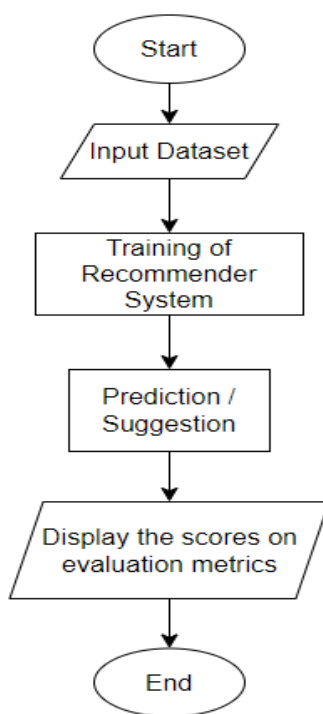 Start
Input Dataset
Training of
Recommender
System
Prediction /
Suggestion
Display the scores on
evaluation metrics
End